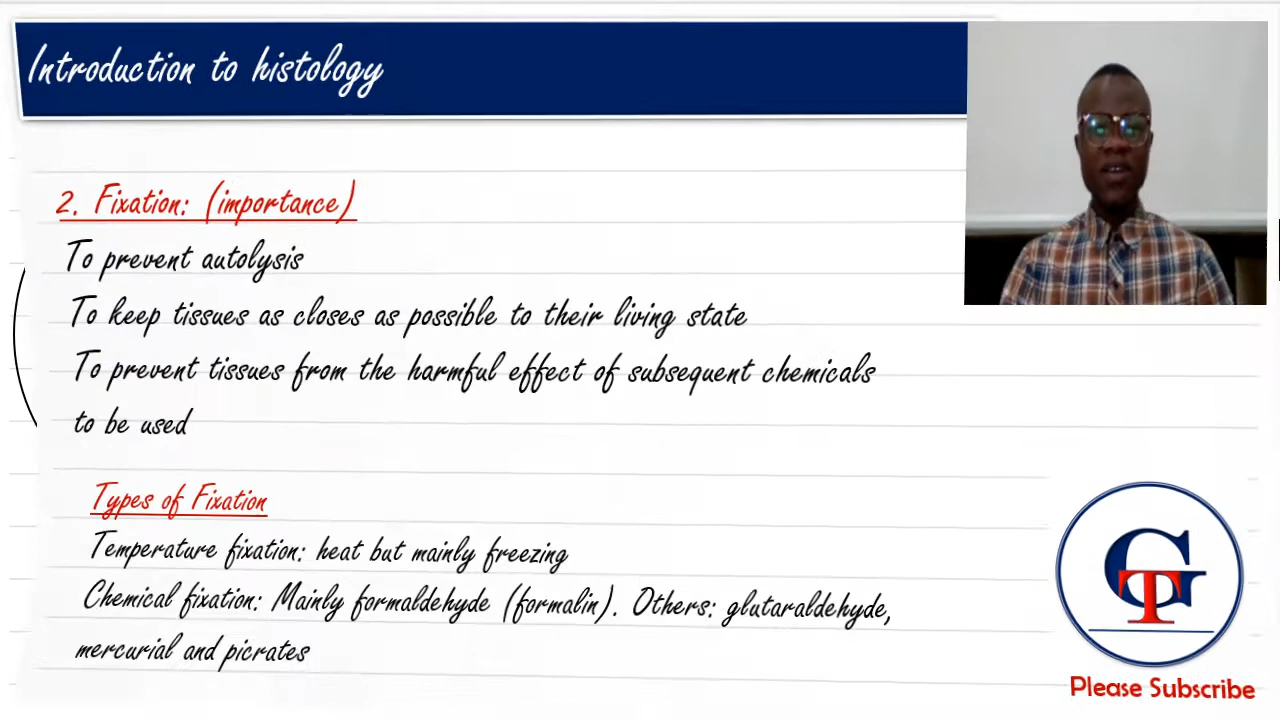 Introduction to histology
2. Fixation: (importance)
To prevent autolysis
To keep tissues as closes as possible to their living state
To prevent tissues from the harmful effect of subsequent chemicals
to be used
Types of Fixation
Temperature fixation: heat but mainly freezing
Chemical fixation: Mainly formaldehyde (formalin). Others: glutaraldehyde,
mercurial and picrates
GT
Please Subscribe